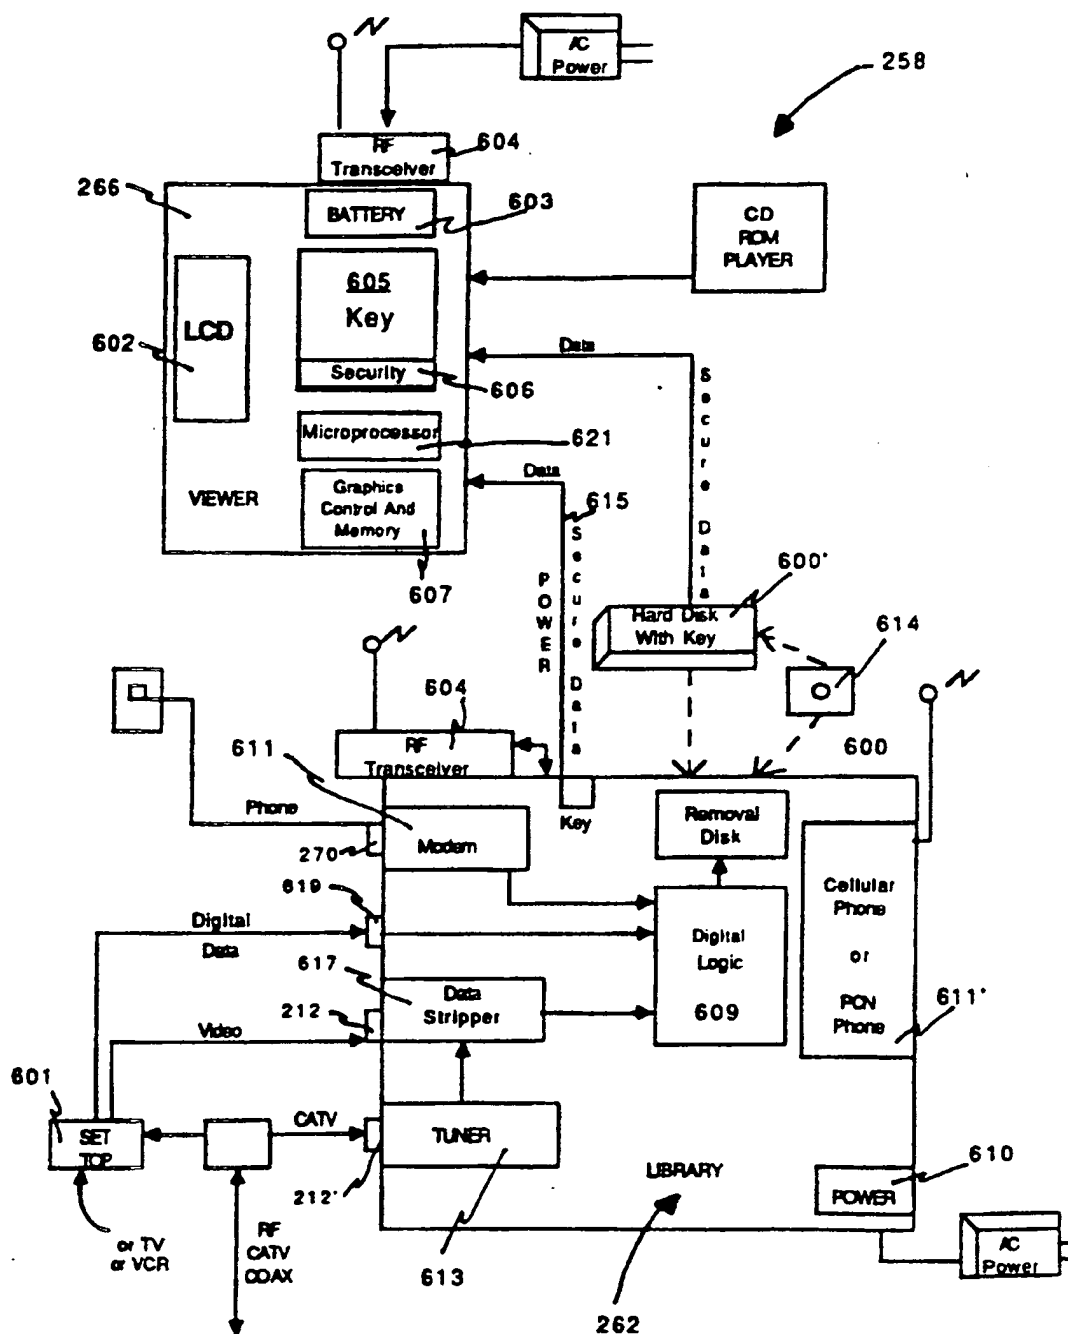 A/C
Power
258
RF
Transceiver
604
266
BATTERY
603
CD
ROM
PLAYER
605
Key
LCD
602
Data
Security
606
Microprocessor
621
Data
Graphics
Control And
Memory
VIEWER
615
607
POWER
Secure Data
Secure Data
600'
Hard Disk
With Key
614
604
611
RF
Transceiver
600
Phone
Key
Removal
Disk
Modem
270
619
Cellular
Phone
or
PCN
Phone
Digital
Data
Digital
Logic
609
617
Data
Stripper
212
611'
Video
601
CATV
SET
TOP
TUNER
LIBRARY
610
POWER
212'
or TV
or VCR
RF
CATV
COAX
613
A/C
Power
262